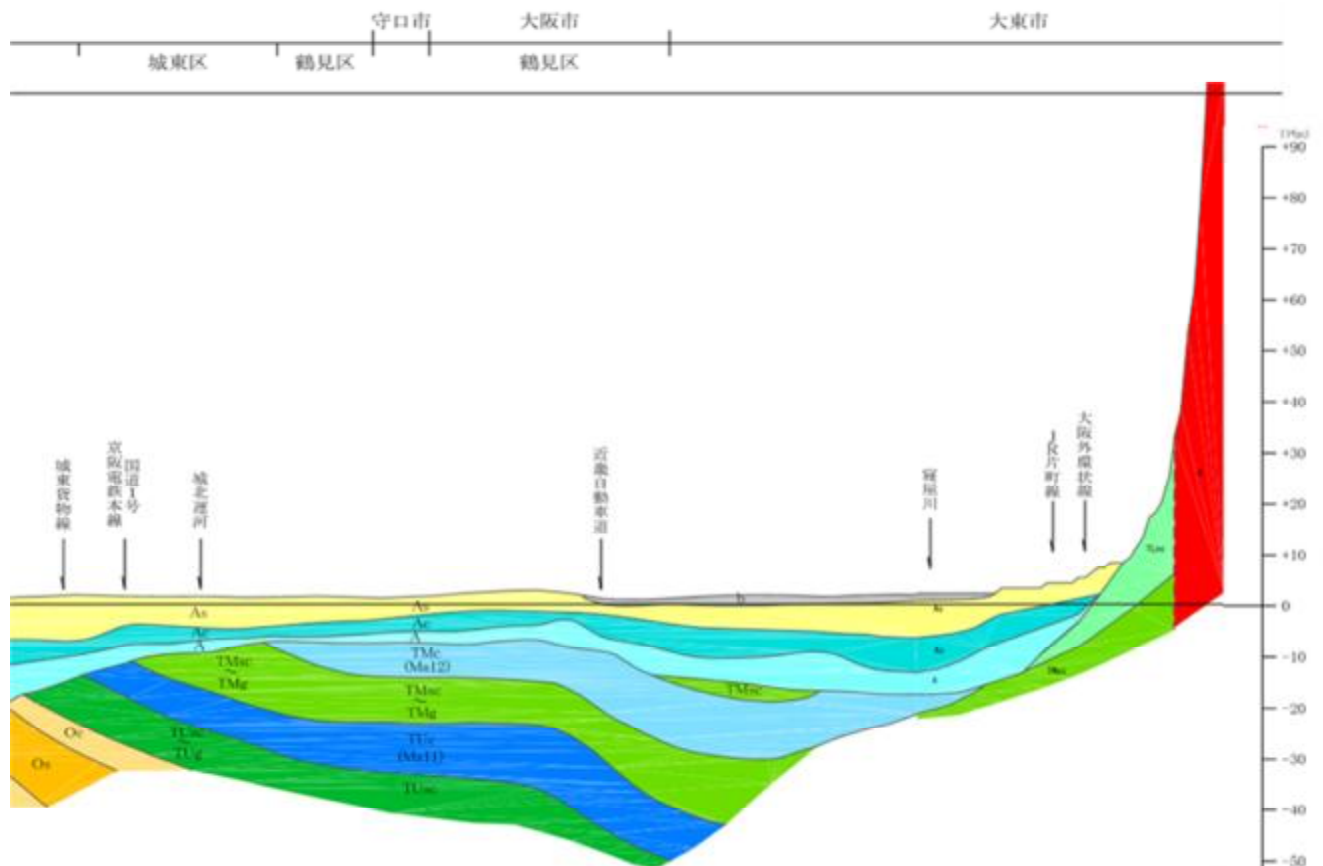 守口市
大阪市
大東市
城東区
鶴見区
鶴見区
TP(m)
+90
+80
+70
+60
+50
+40
+30
+20
+10
0
-10
-20
-30
-40
-50
城東貨物線
京阪電鉄本線
国道1号
城北運河
近畿自動車道
寝屋川
JR片町線
大阪外環状線
As
As
b
As
Ac
Ac
A
A
TMc
(Ma12)
TMsc
~
TMg
TMsc
~
TMg
TMsc
TUsc
~
TUg
TUc
(Ma11)
TUsc
Oc
Os